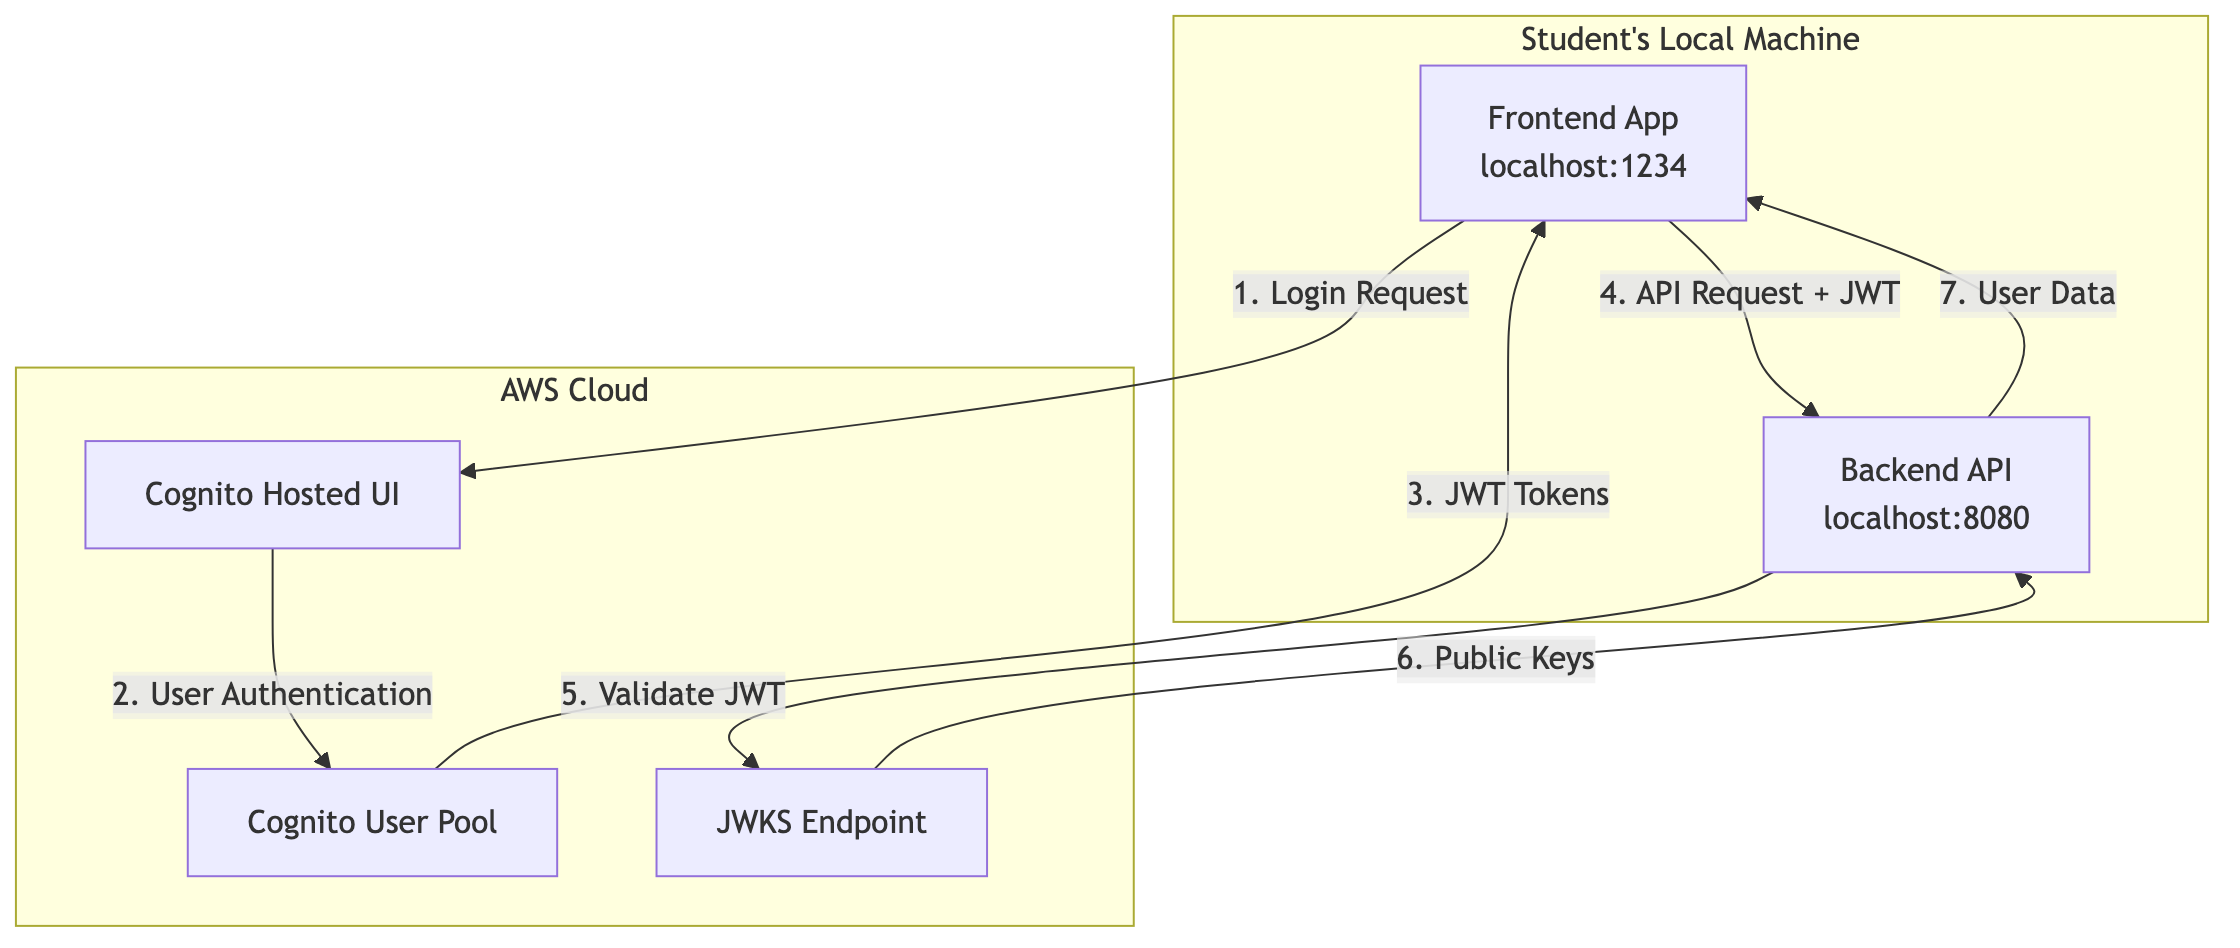 Student's Local Machine
Frontend App
localhost:1234
1. Login Request
4. API Request + JWT
7. User Data
AWS Cloud
Cognito Hosted UI
3. JWT Tokens
Backend API
localhost:8080
2. User Authentication
5. Validate JWT
6. Public Keys
Cognito User Pool
JWKS Endpoint